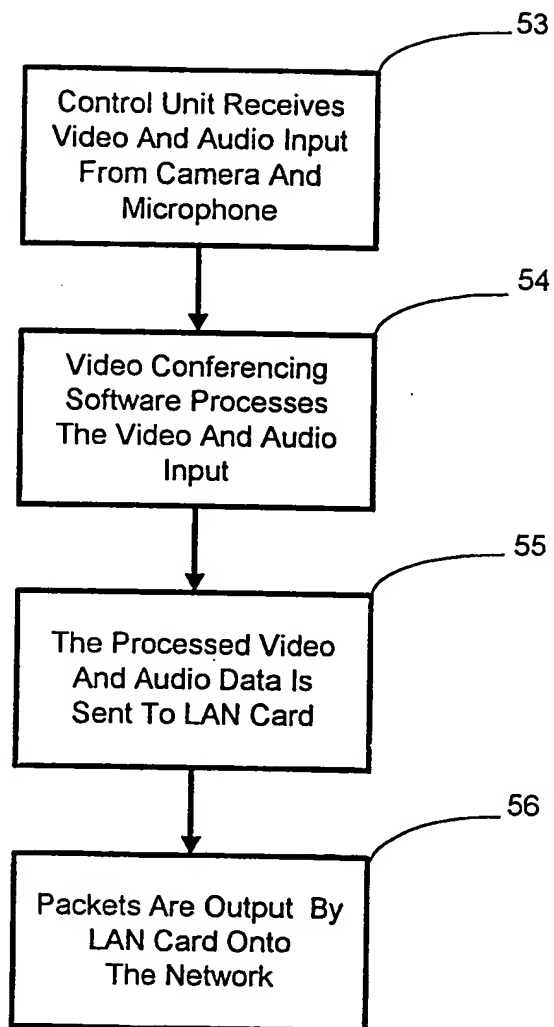 53
Control Unit Receives
Video And Audio Input
From Camera And
Microphone
54
Video Conferencing
Software Processes
The Video And Audio
Input
55
The Processed Video
And Audio Data Is
Sent To LAN Card
56
Packets Are Output By
LAN Card Onto
The Network